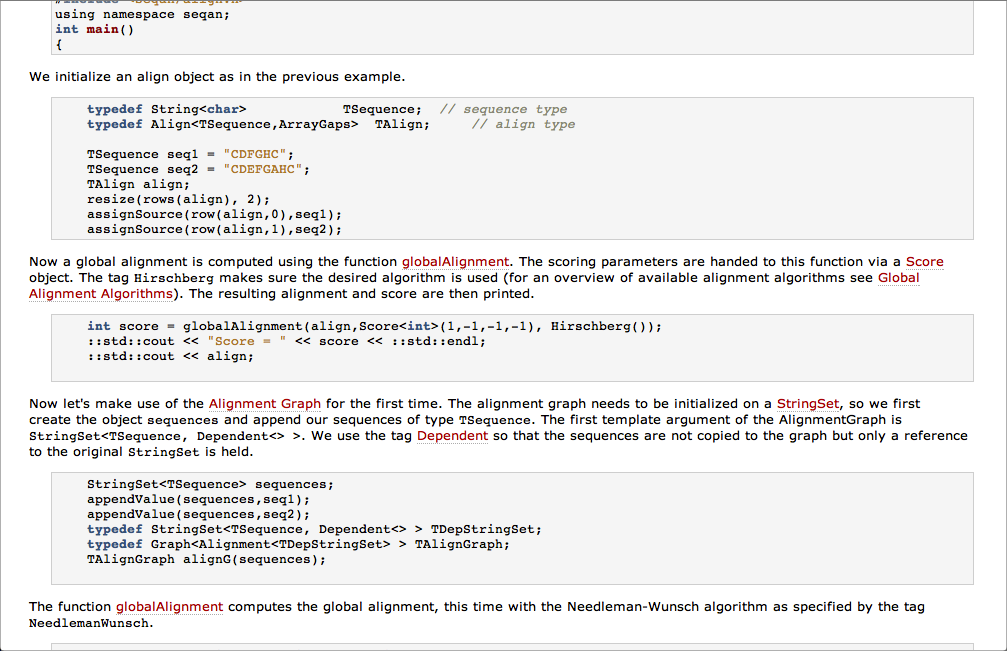 using namespace seqan;
int main()
{
We initialize an align object as in the previous example.
typedef String<char>            TSequence;  // sequence type
typedef Align<TSequence,ArrayGaps>  TAlign;     // align type
TSequence seq1 = "CDFGHC";
TSequence seq2 = "CDEFGAHC";
TAlign align;
resize(rows(align), 2);
assignSource(row(align,0),seq1);
assignSource(row(align,1),seq2);
Now a global alignment is computed using the function globalAlignment. The scoring parameters are handed to this function via a Score
object. The tag Hirschberg makes sure the desired algorithm is used (for an overview of available alignment algorithms see Global
Alignment Algorithms). The resulting alignment and score are then printed.
int score = globalAlignment(align,Score<int>(1,-1,-1,-1), Hirschberg());
::std::cout << "Score = " << score << ::std::endl;
::std::cout << align;
Now let's make use of the Alignment Graph for the first time. The alignment graph needs to be initialized on a StringSet, so we first
create the object sequences and append our sequences of type TSequence. The first template argument of the AlignmentGraph is
StringSet<TSequence, Dependent<> >. We use the tag Dependent so that the sequences are not copied to the graph but only a reference
to the original StringSet is held.
StringSet<TSequence> sequences;
appendValue(sequences,seq1);
appendValue(sequences,seq2);
typedef StringSet<TSequence, Dependent<> > TDepStringSet;
typedef Graph<Alignment<TDepStringSet> > TAlignGraph;
TAlignGraph alignG(sequences);
The function globalAlignment computes the global alignment, this time with the Needleman-Wunsch algorithm as specified by the tag
NeedlemanWunsch.